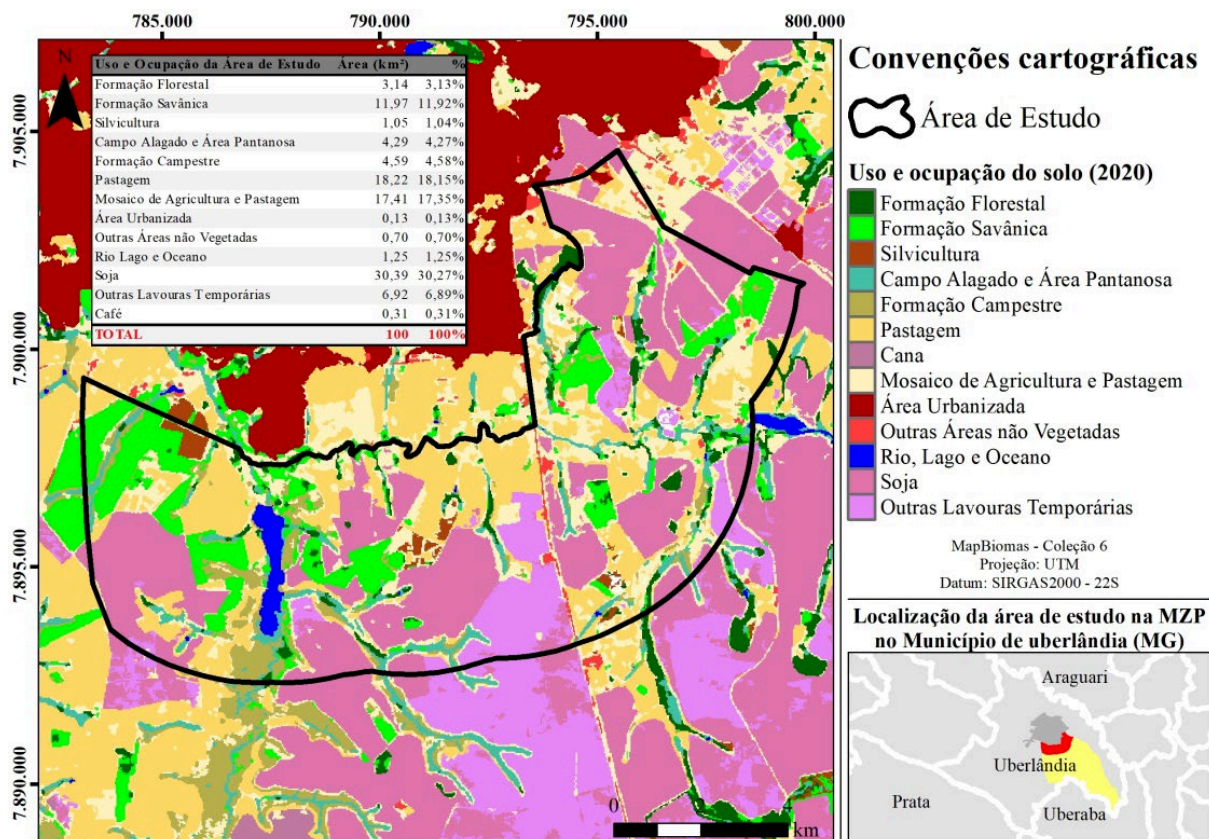 785.000 790.000 795.000 800.000
7.905.000
7.900.000
7.895.000
7.890.000
N
Uso e Ocupação da Área de Estudo Área (km²) %
Formação Florestal 3,14 3,13%
Formação Savânica 11,97 11,92%
Silvicultura 1,05 1,04%
Campo Alagado e Área Pantanosa 4,29 4,27%
Formação Campestre 4,59 4,58%
Pastagem 18,22 18,15%
Mosaico de Agricultura e Pastagem 17,41 17,35%
Área Urbanizada 0,13 0,13%
Outras Áreas não Vegetadas 0,70 0,70%
Rio Lago e Oceano 1,25 1,25%
Soja 30,39 30,27%
Outras Lavouras Temporárias 6,92 6,89%
Café 0,31 0,31%
TOTAL 100 100%
0 2 4
km
Convenções cartográficas
Área de Estudo
Uso e ocupação do solo (2020)
Formação Florestal
Formação Savânica
Silvicultura
Campo Alagado e Área Pantanosa
Formação Campestre
Pastagem
Cana
Mosaico de Agricultura e Pastagem
Área Urbanizada
Outras Áreas não Vegetadas
Rio, Lago e Oceano
Soja
Outras Lavouras Temporárias
MapBiomas - Coleção 6
Projeção: UTM
Datum: SIRGAS2000 - 22S
Localização da área de estudo na MZP
no Município de uberlândia (MG)
Araguari
Uberlândia
Prata
Uberaba